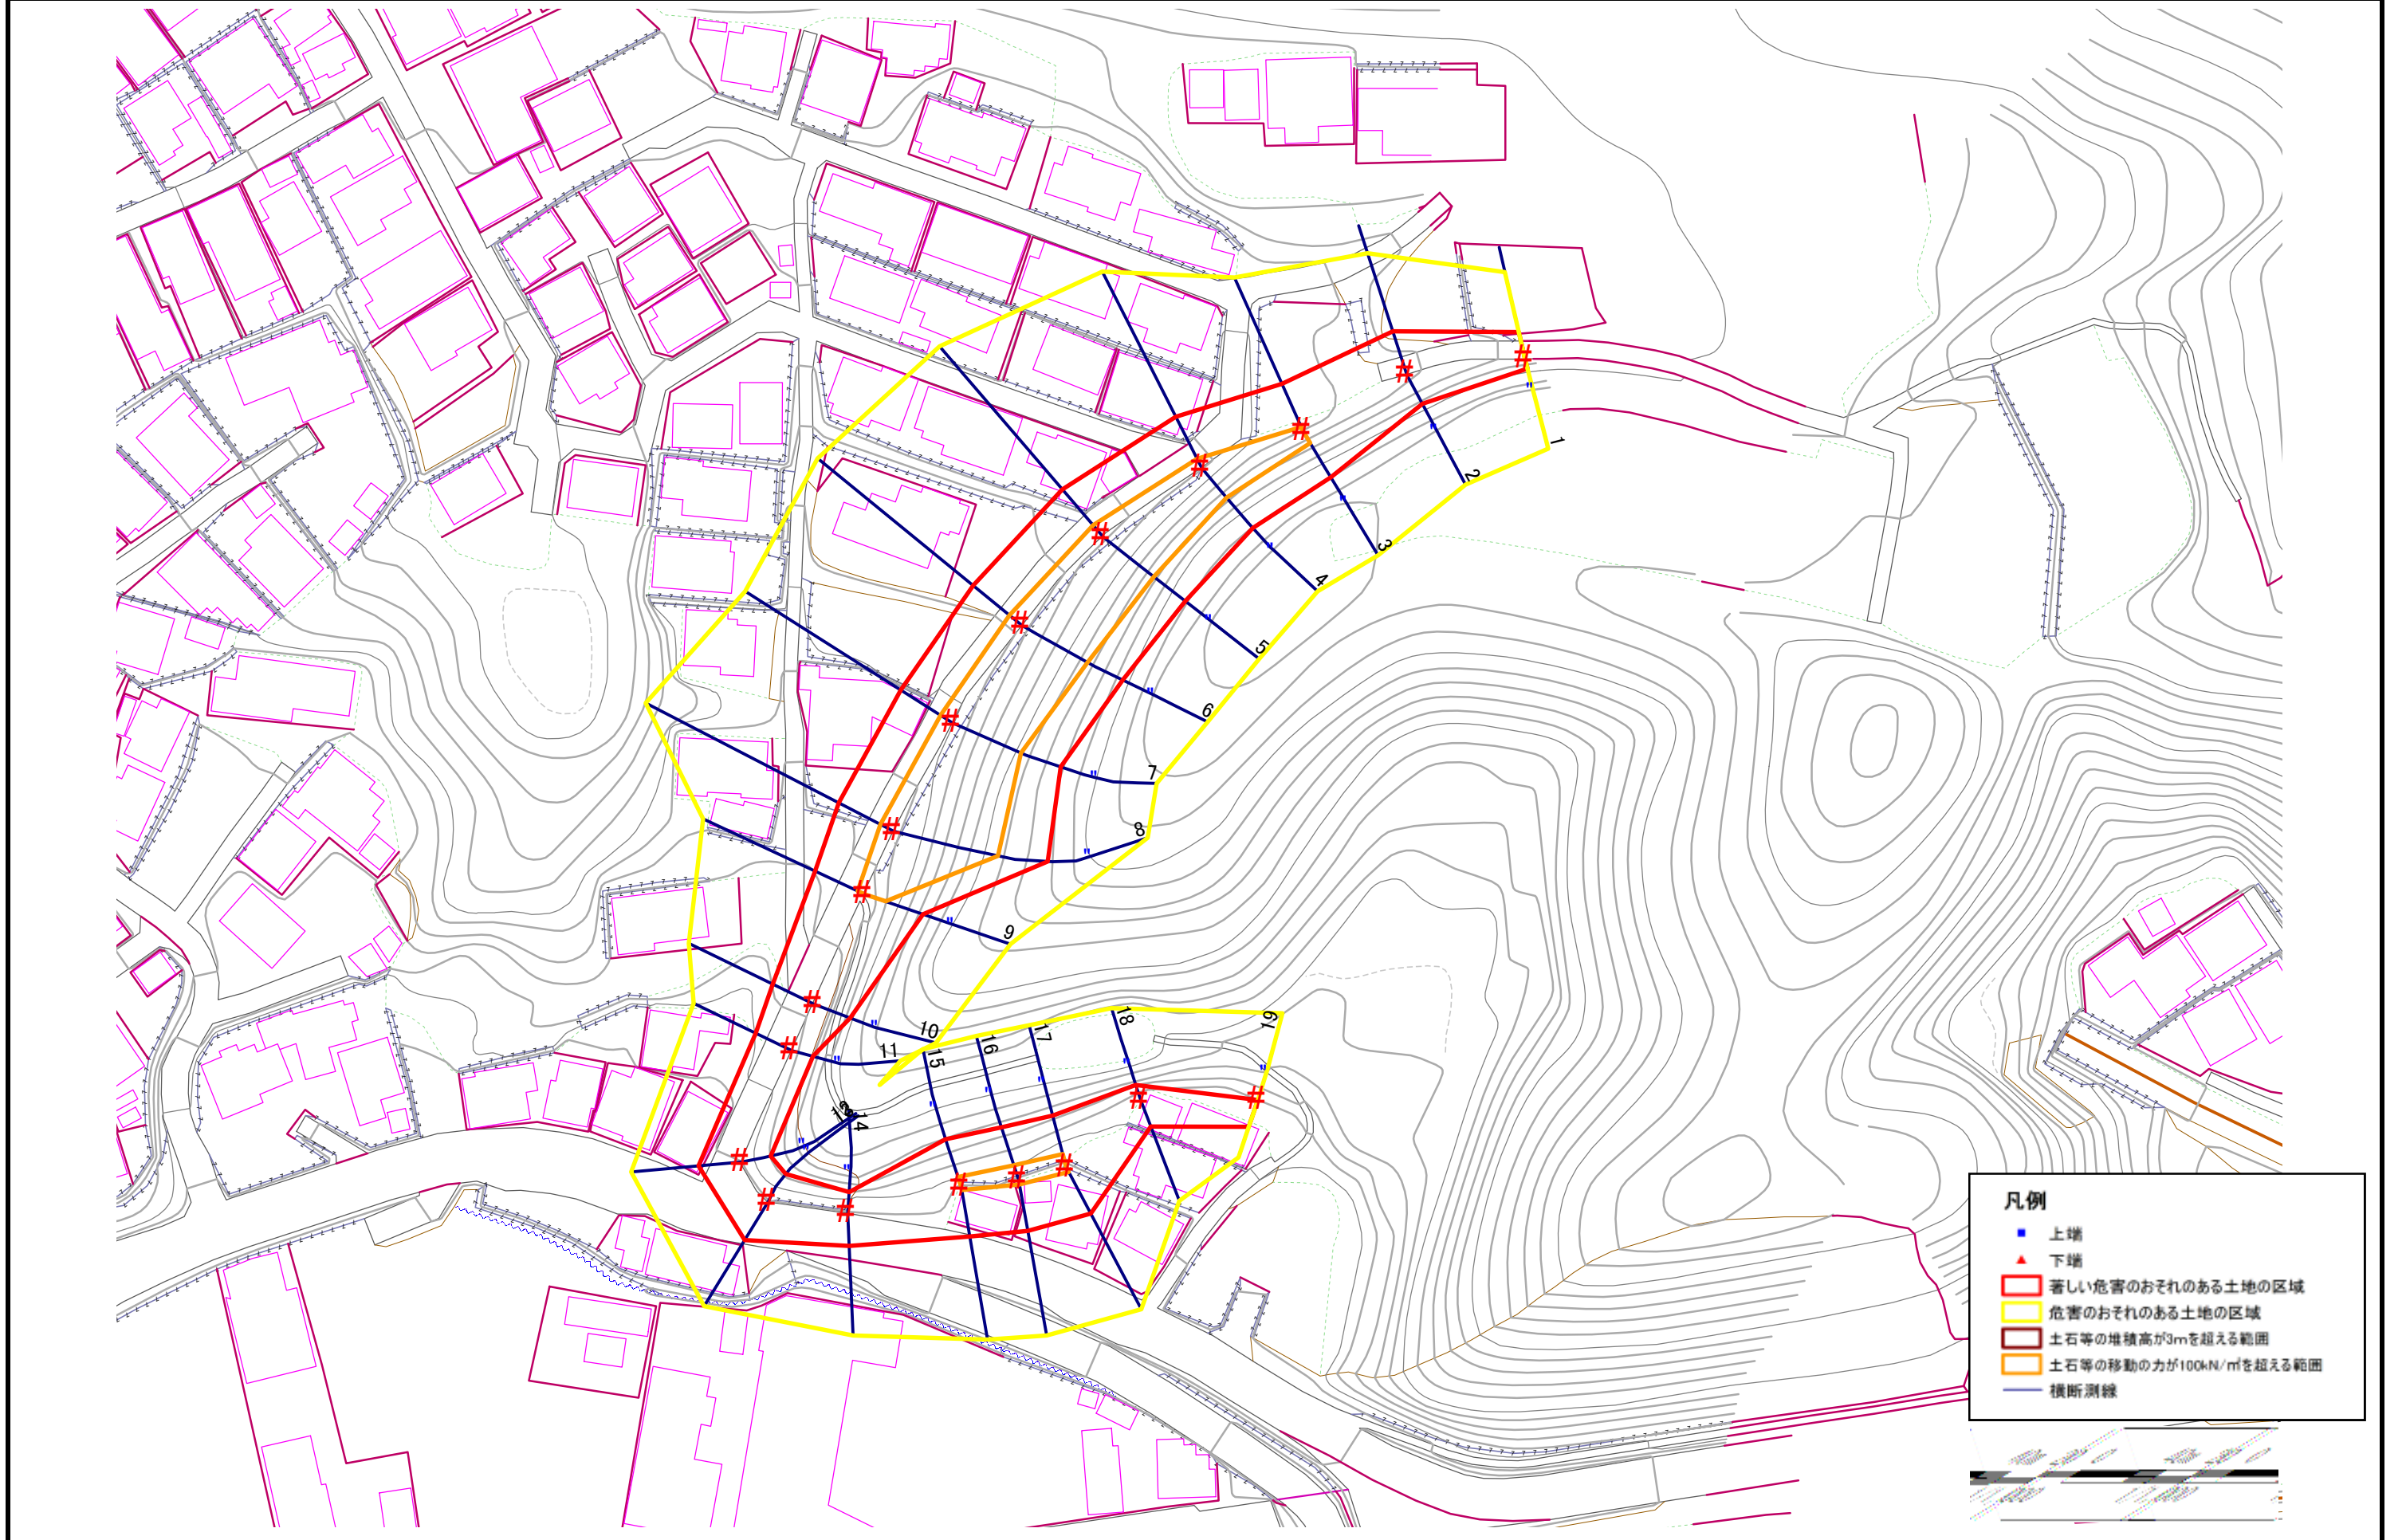 1
2
3
4
5
6
7
8
9
10
11
15
16
17
18
19
14
凡例
上端
下端
著しい危害のおそれのある土地の区域
危害のおそれのある土地の区域
土石等の堆積高が3mを超える範囲
土石等の移動の力が100kN/㎡を超える範囲
横断測線